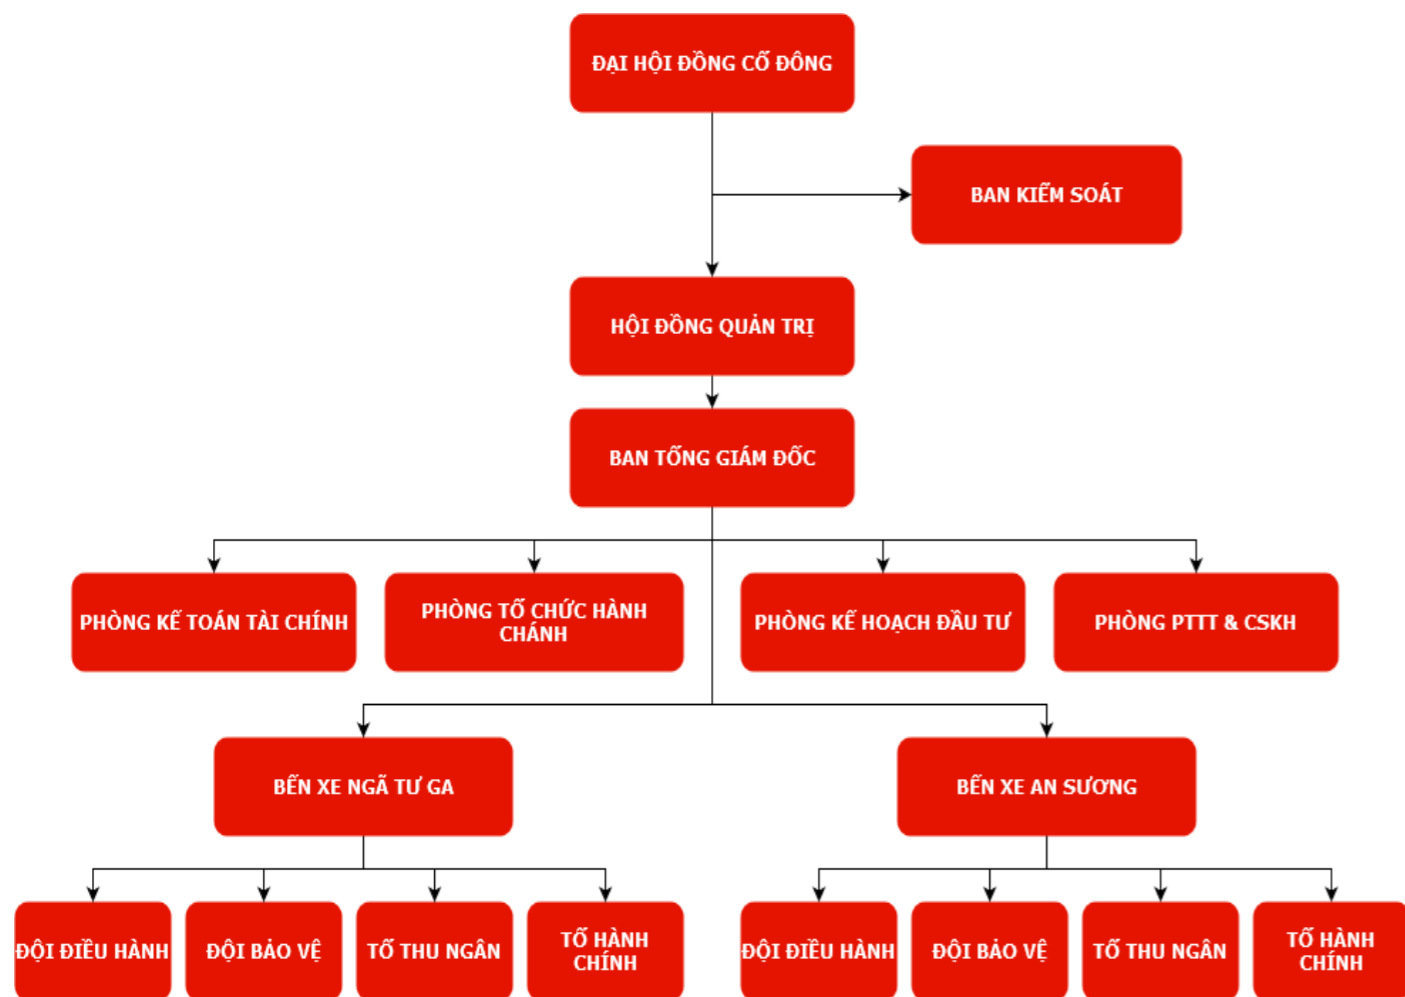 ĐẠI HỘI ĐỒNG CỔ ĐÔNG
BAN KIỂM SOÁT
HỘI ĐỒNG QUẢN TRỊ
BAN TỔNG GIÁM ĐỐC
PHÒNG KẾ TOÁN TÀI CHÍNH
PHÒNG TỔ CHỨC HÀNH
CHÁNH
PHÒNG KẾ HOẠCH ĐẦU TƯ
PHÒNG PTTT & CSKH
BẾN XE NGÃ TƯ GA
BẾN XE AN SƯƠNG
ĐỘI ĐIỀU HÀNH
ĐỘI BẢO VỆ
TỔ THU NGÂN
TỔ HÀNH
CHÍNH
ĐỘI ĐIỀU HÀNH
ĐỘI BẢO VỆ
TỔ THU NGÂN
TỔ HÀNH
CHÍNH